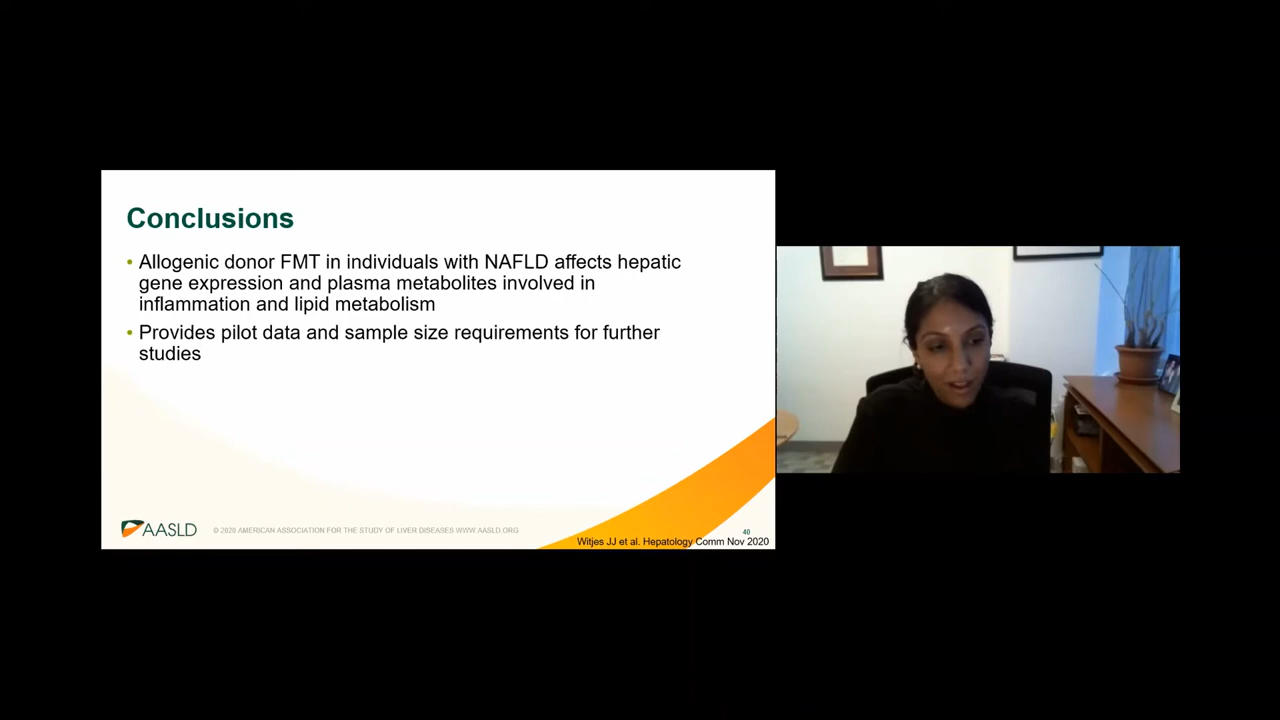 Conclusions
• Allogenic donor FMT in individuals with NAFLD affects hepatic
gene expression and plasma metabolites involved in
inflammation and lipid metabolism
• Provides pilot data and sample size requirements for further
studies
AASLD
© 2020 AMERICAN ASSOCIATION FOR THE STUDY OF LIVER DISEASES WWW.AASLD.ORG
40
Witjes JJ et al. Hepatology Comm Nov 2020